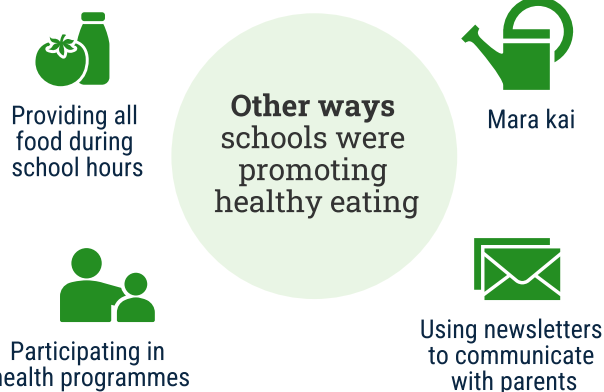 Providing all
food during
school hours
Other ways
schools were
promoting
healthy eating
Mara kai
Participating in
health programmes
Using newsletters
to communicate
with parents